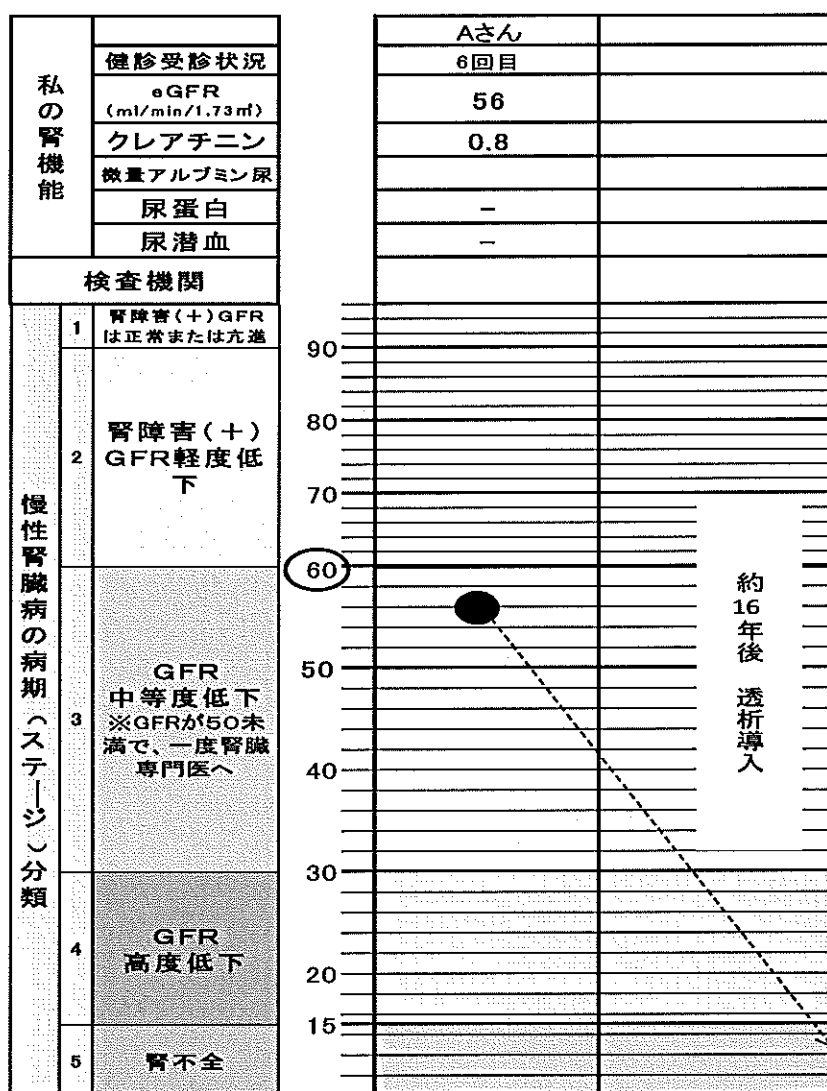 Aさん
私の腎機能
健診受診状況
6回目
eGFR
(ml/min/1.73㎡)
56
クレアチニン
0.8
微量アルブミン尿
尿蛋白
－
尿潜血
－
検査機関
慢性腎臓病の病期（ステージ）分類
1
腎障害(＋)GFR
は正常または亢進
90
80
2
腎障害(＋)
GFR軽度低
下
70
60
約16年後 透析導入
3
GFR
中等度低下
※GFRが50未
満で、一度腎臓
専門医へ
50
40
30
4
GFR
高度低下
20
15
5
腎不全